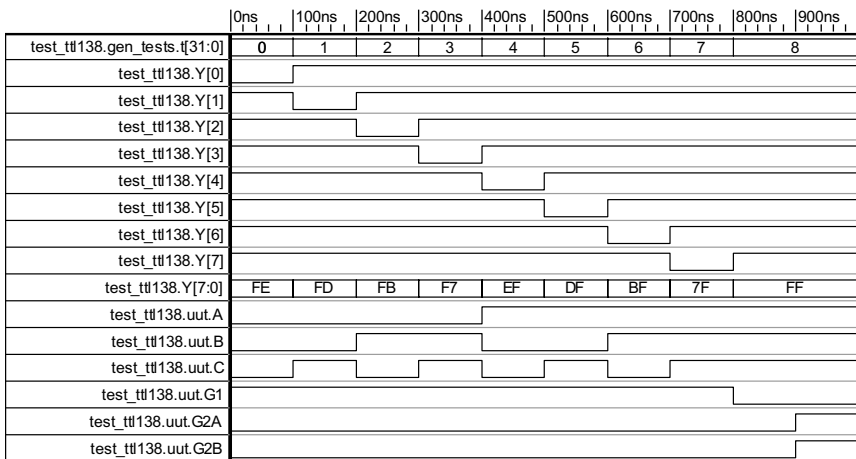 0ns 100ns 200ns 300ns 400ns 500ns 600ns 700ns 800ns 900ns
test_ttl138.gen_tests.t[31:0] 0 1 2 3 4 5 6 7 8
test_ttl138.Y[0]
test_ttl138.Y[1]
test_ttl138.Y[2]
test_ttl138.Y[3]
test_ttl138.Y[4]
test_ttl138.Y[5]
test_ttl138.Y[6]
test_ttl138.Y[7]
test_ttl138.Y[7:0] FE FD FB F7 EF DF BF 7F FF
test_ttl138.uut.A
test_ttl138.uut.B
test_ttl138.uut.C
test_ttl138.uut.G1
test_ttl138.uut.G2A
test_ttl138.uut.G2B